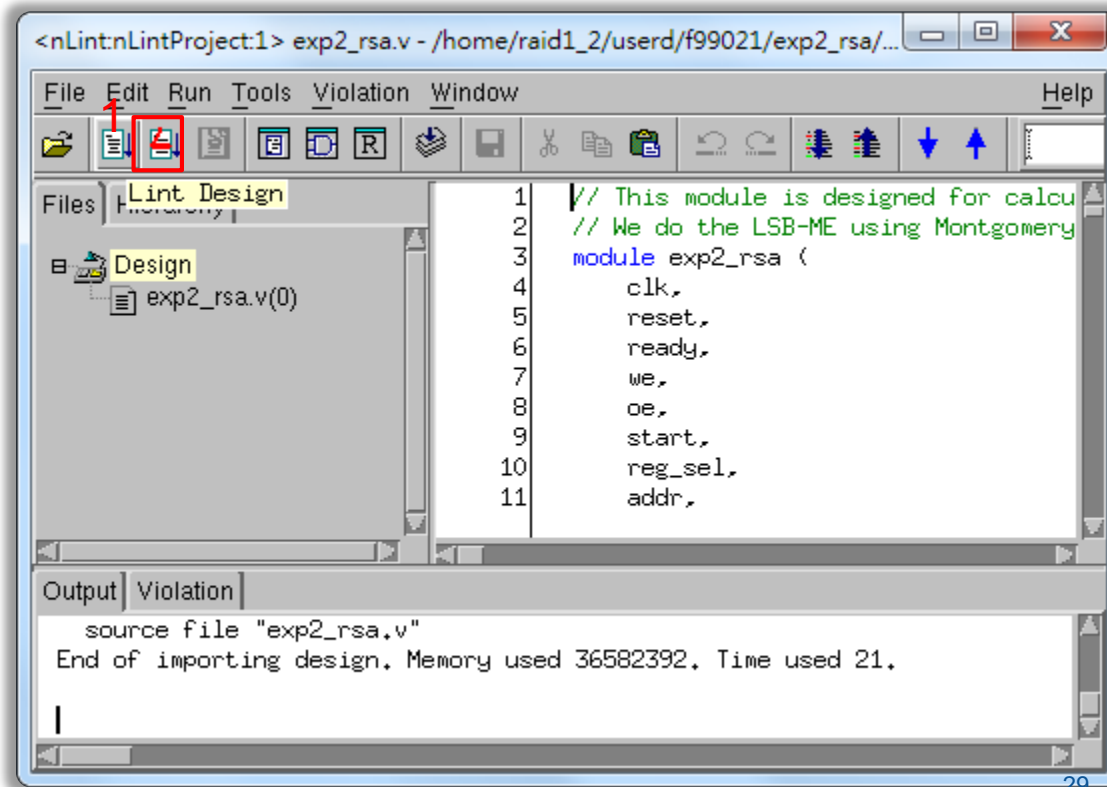 <nLint:nLintProject:1> exp2_rsa.v - /home/raid1_2/userd/f99021/exp2_rsa/...
File Edit Run Tools Violation Window Help
1
R
Files Hierarchy
Lint Design
Design
exp2_rsa.v(0)
1 // This module is designed for calcu
2 // We do the LSB-ME using Montgomery
3 module exp2_rsa (
4 clk,
5 reset,
6 ready,
7 we,
8 oe,
9 start,
10 reg_sel,
11 addr,
Output Violation
source file "exp2_rsa.v"
End of importing design. Memory used 36582392. Time used 21.
29